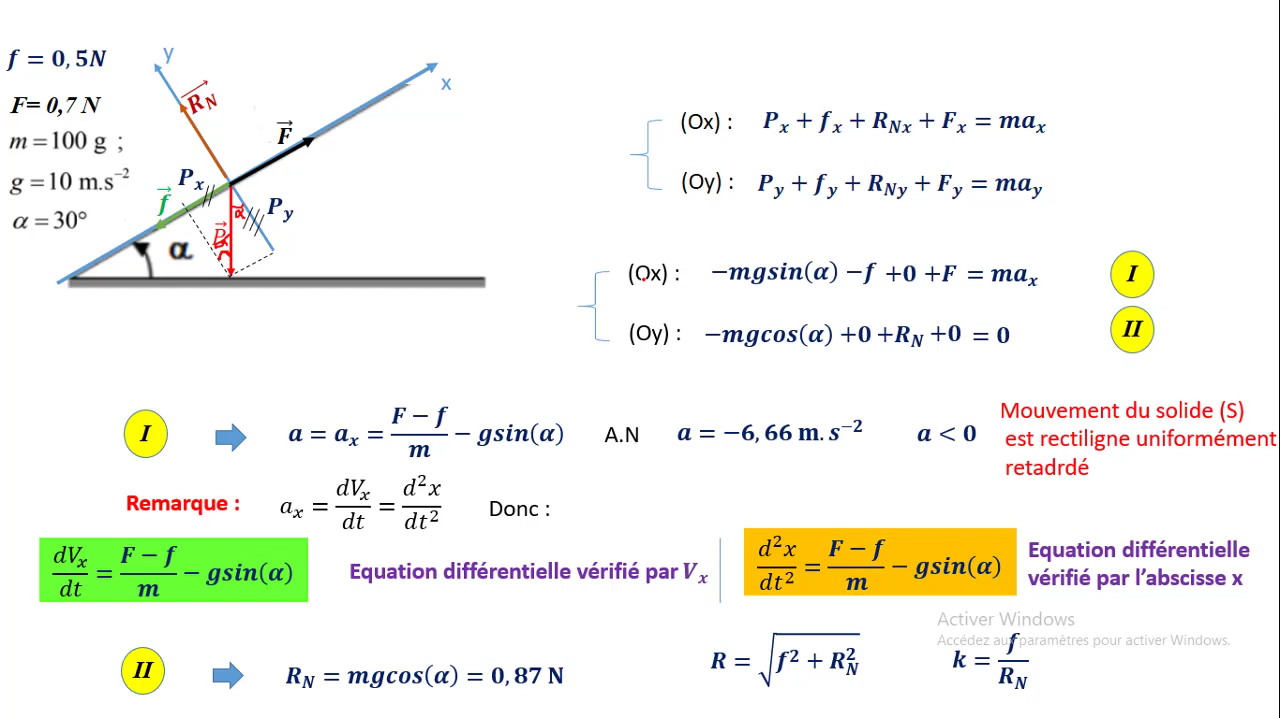 f = 0,5N
F= 0,7 N
m = 100 g ;
g = 10 m.s⁻²
α = 30°
y
x
R_N
F
P_x
f
α
P_y
P
α
α
(Ox) : P_x + f_x + R_Nx + F_x = ma_x
(Oy) : P_y + f_y + R_Ny + F_y = ma_y
(Ox) : −mgsin(α) −f +0 +F = ma_x
I
(Oy) : −mgcos(α) +0 +R_N +0 = 0
II
I
a = a_x = (F − f)/m − gsin(α) A.N a = −6,66 m.s⁻² a < 0
Mouvement du solide (S)
est rectiligne uniformément
retadrdé
Remarque : a_x = dV_x/dt = d²x/dt² Donc :
dV_x/dt = (F − f)/m − gsin(α)
Equation différentielle vérifié par V_x
d²x/dt² = (F − f)/m − gsin(α)
Equation différentielle
vérifié par l’abscisse x
Activer Windows
Accédez aux paramètres pour activer Windows.
II
R_N = mgcos(α) = 0,87 N
R = √(f² + R_N²)
k = f/R_N